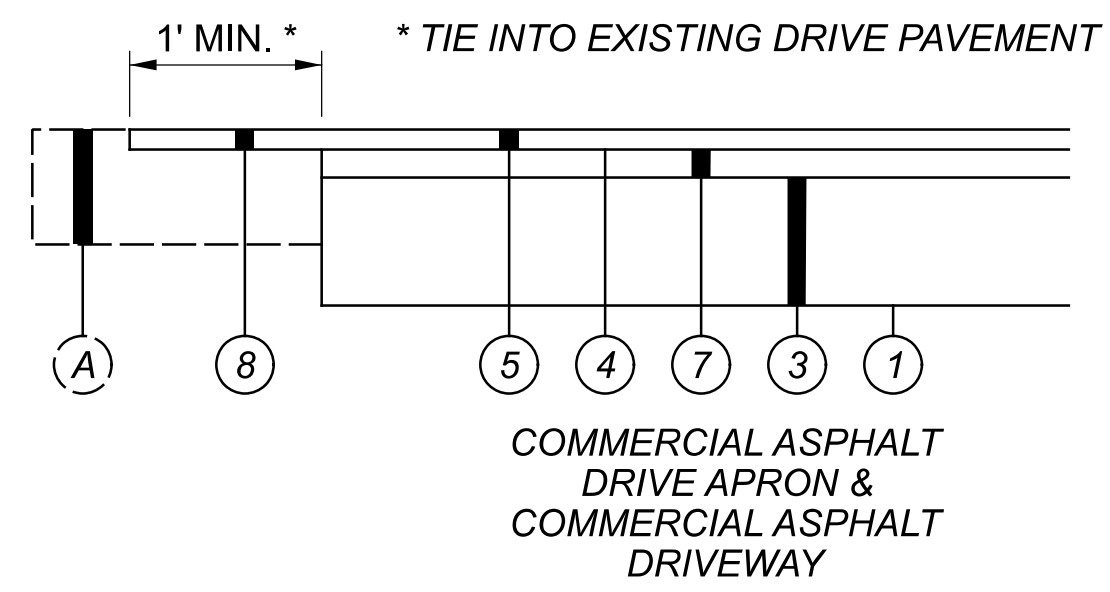 1' MIN. *
* TIE INTO EXISTING DRIVE PAVEMENT
A
8
5
4
7
3
1
COMMERCIAL ASPHALT
DRIVE APRON &
COMMERCIAL ASPHALT
DRIVEWAY